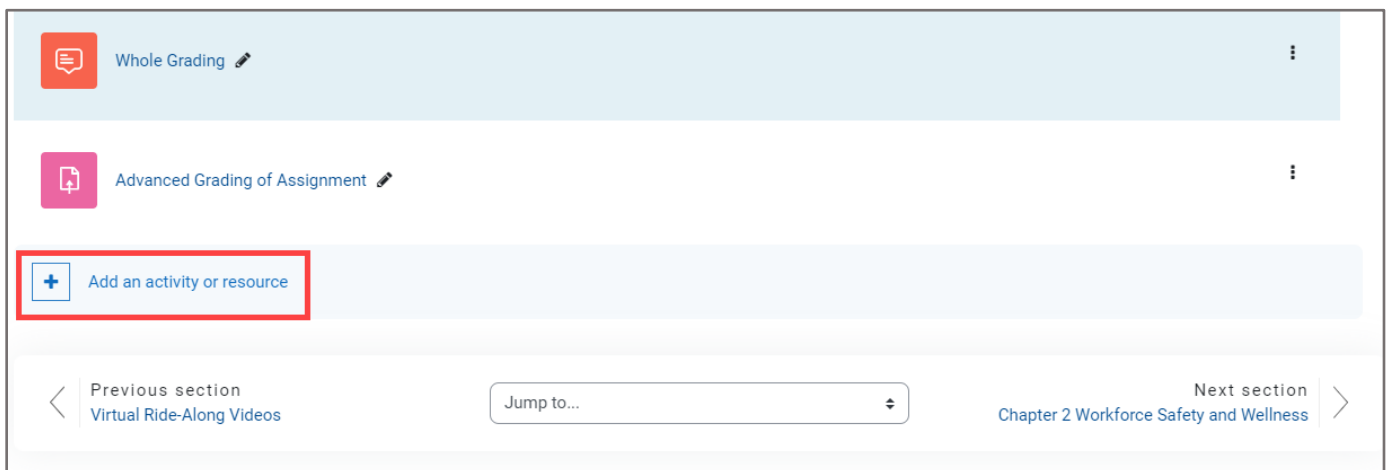 Whole Grading
Advanced Grading of Assignment
Add an activity or resource
Previous section
Virtual Ride-Along Videos
Jump to...
Next section
Chapter 2 Workforce Safety and Wellness